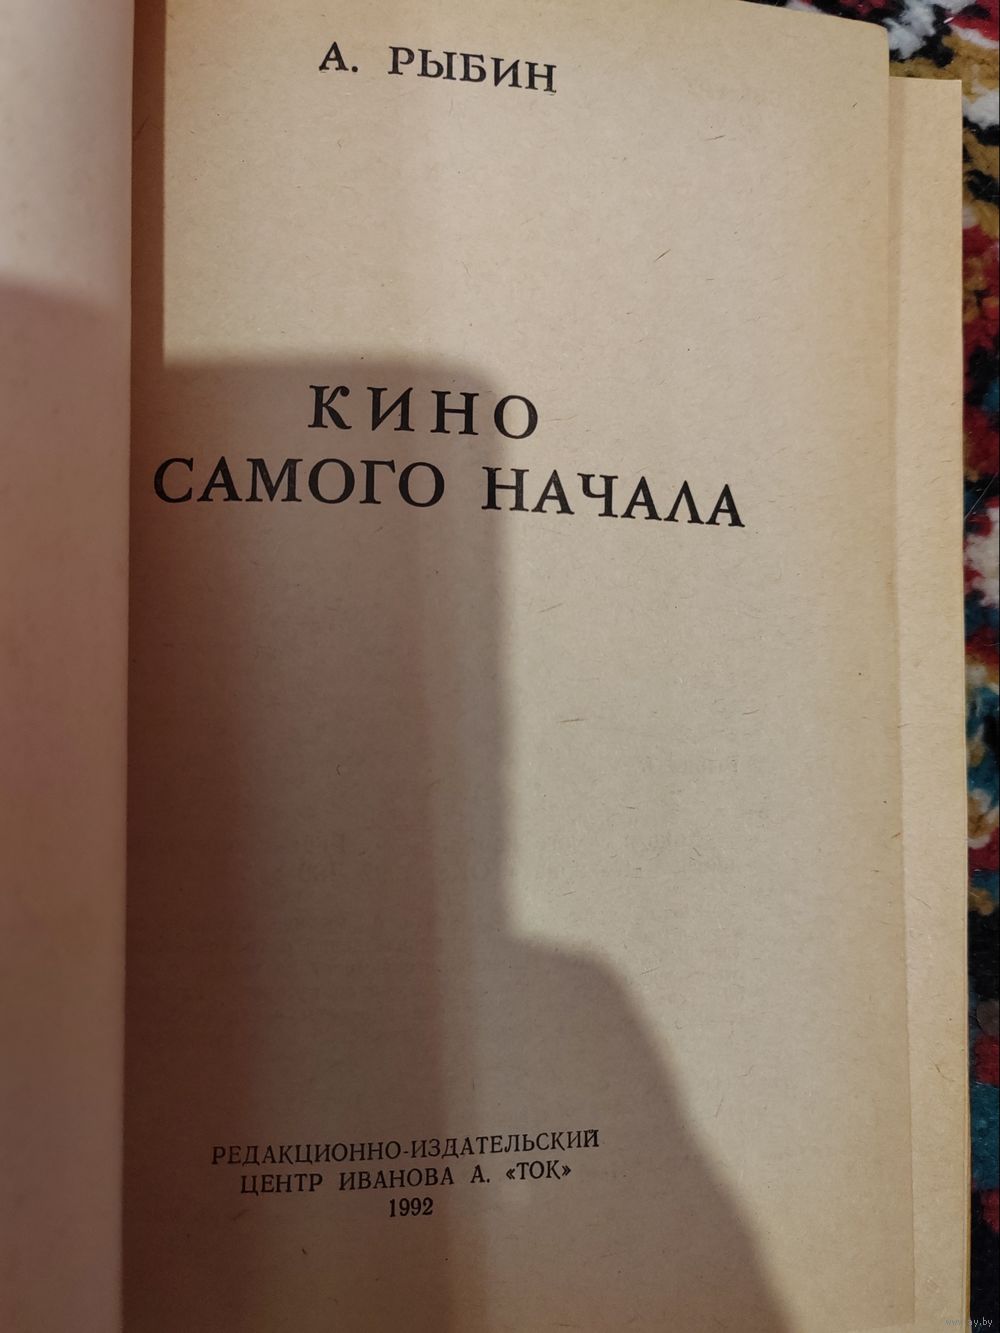 А. РЫБИН
КИНО
САМОГО НАЧАЛА
РЕДАКЦИОННО-ИЗДАТЕЛЬСКИЙ
ЦЕНТР ИВАНОВА А. «ТОК»
1992